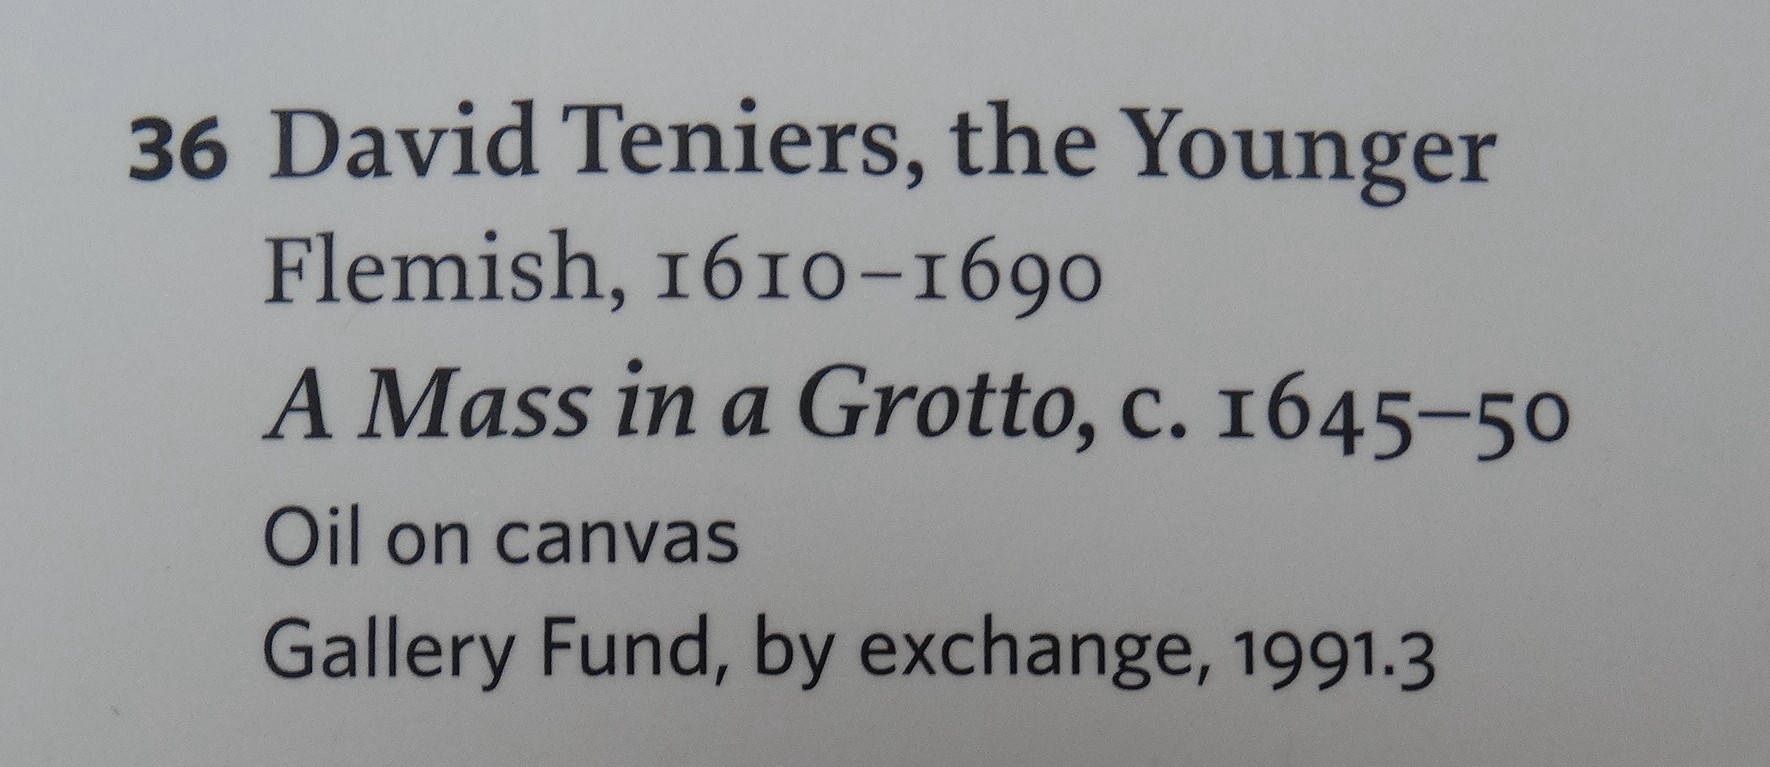 36 David Teniers, the Younger
Flemish, 1610–1690
A Mass in a Grotto, c. 1645–50
Oil on canvas
Gallery Fund, by exchange, 1991.3